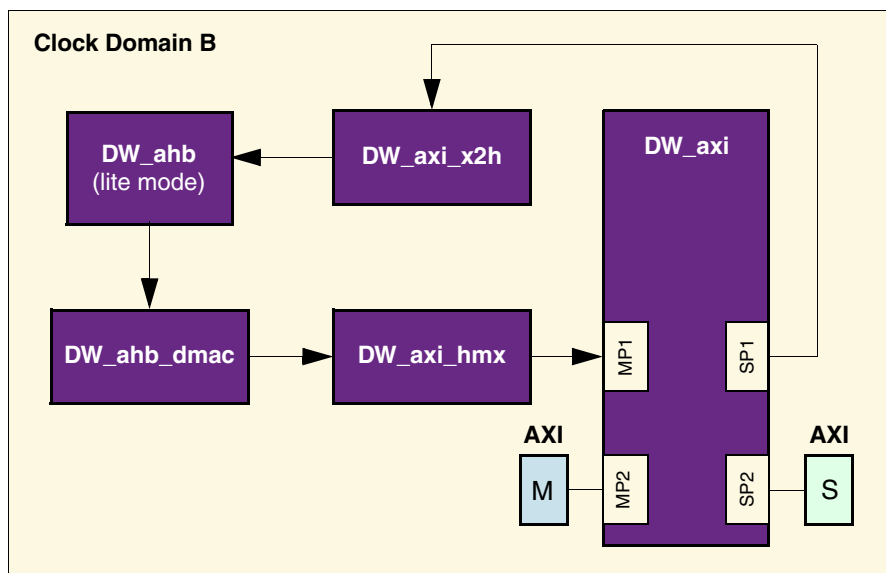 Clock Domain B
DW_ahb
(lite mode)
DW_axi_x2h
DW_axi
DW_ahb_dmac
DW_axi_hmx
MP1
SP1
AXI
AXI
M
MP2
SP2
S